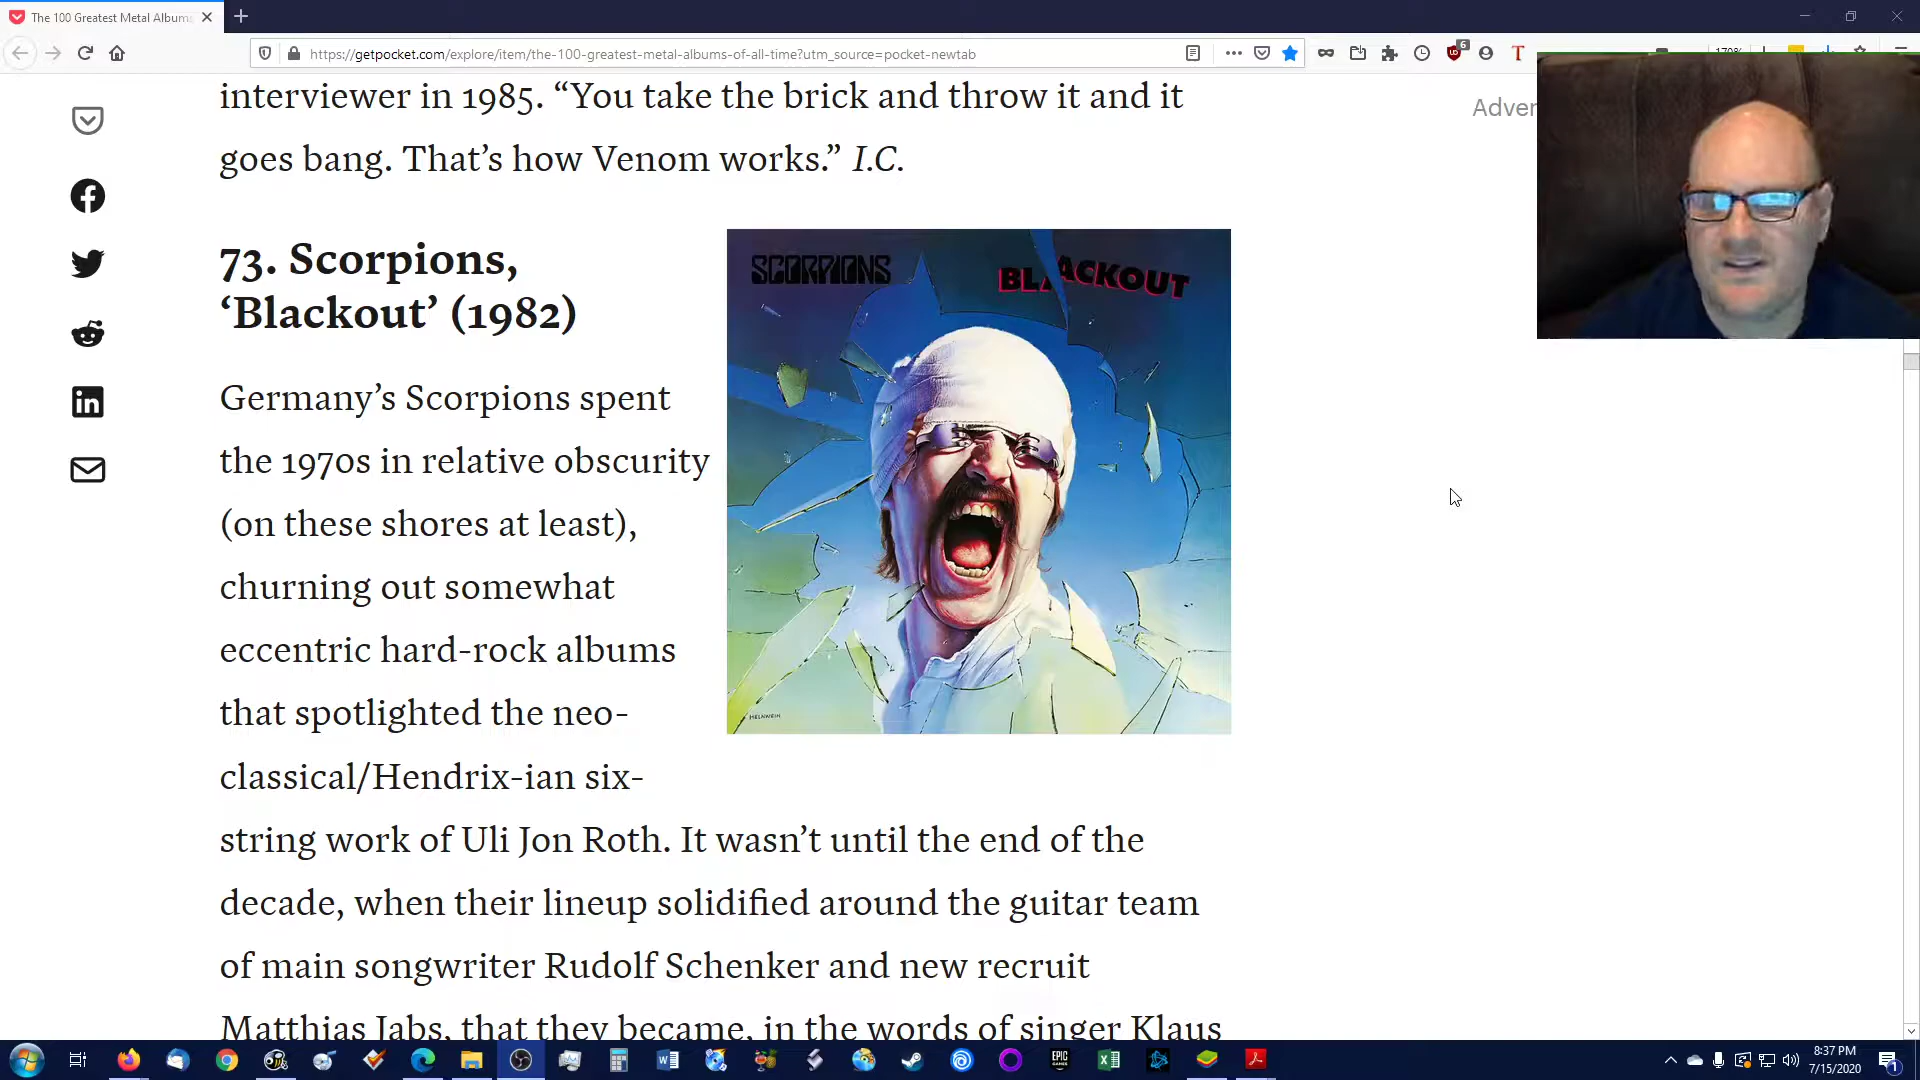 The 100 Greatest Metal Albums
https://getpocket.com/explore/item/the-100-greatest-metal-albums-of-all-time?utm_source=pocket-newtab
6
interviewer in 1985. “You take the brick and throw it and it
goes bang. That’s how Venom works.” I.C.
Adver
73. Scorpions,
‘Blackout’ (1982)
SCORPIONS
BLACKOUT
Germany’s Scorpions spent
the 1970s in relative obscurity
(on these shores at least),
churning out somewhat
eccentric hard-rock albums
that spotlighted the neo-
HELNWEIN
classical/Hendrix-ian six-
string work of Uli Jon Roth. It wasn’t until the end of the
decade, when their lineup solidified around the guitar team
of main songwriter Rudolf Schenker and new recruit
Matthias Jabs, that they became, in the words of singer Klaus
EPIC
GAMES
8:37 PM
7/15/2020
1